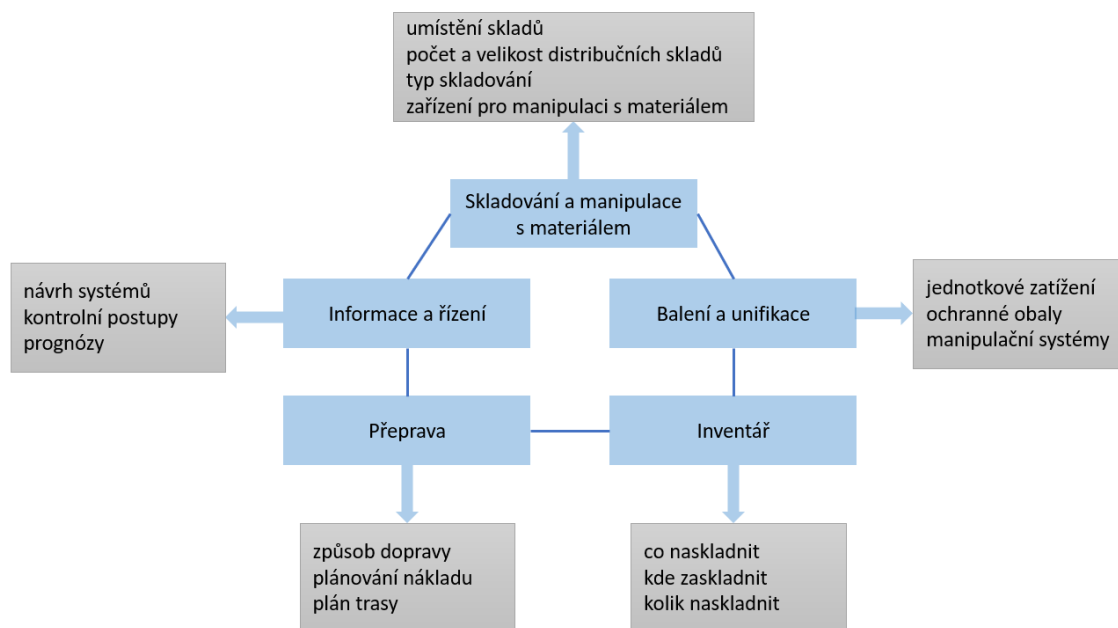 umístění skladů
počet a velikost distribučních skladů
typ skladování
zařízení pro manipulaci s materiálem
Skladování a manipulace
s materiálem
návrh systémů
kontrolní postupy
prognózy
Informace a řízení
Balení a unifikace
jednotkové zatížení
ochranné obaly
manipulační systémy
Přeprava
Inventář
způsob dopravy
plánování nákladu
plán trasy
co naskladnit
kde zaskladnit
kolik naskladnit